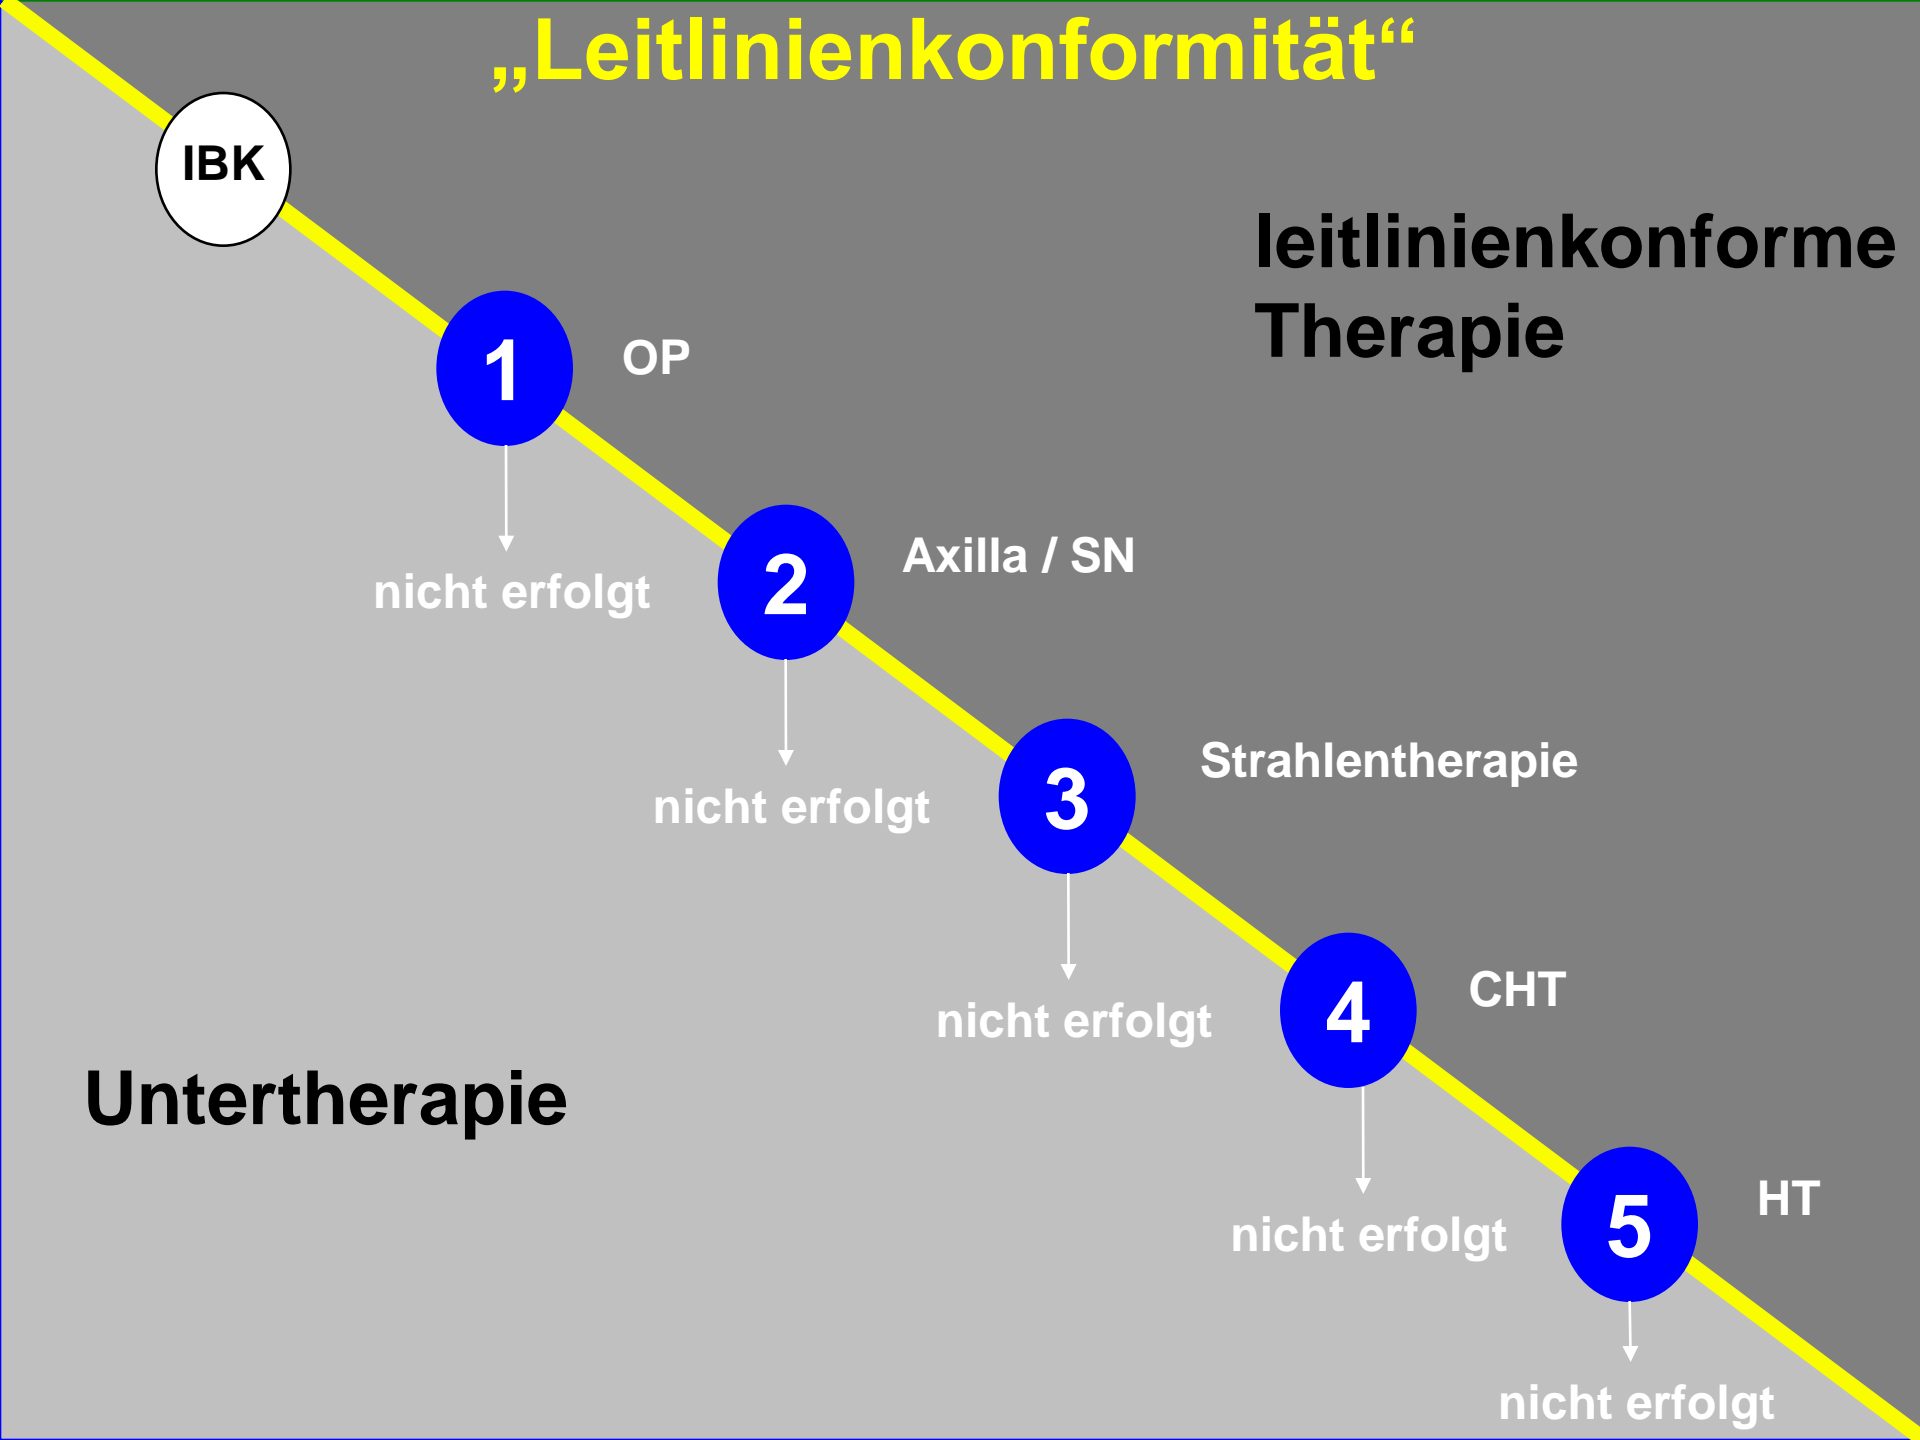 „Leitlinienkonformität“
IBK
leitlinienkonforme
Therapie
1
OP
nicht erfolgt
2
Axilla / SN
nicht erfolgt
3
Strahlentherapie
nicht erfolgt
4
CHT
nicht erfolgt
Untertherapie
5
HT
nicht erfolgt